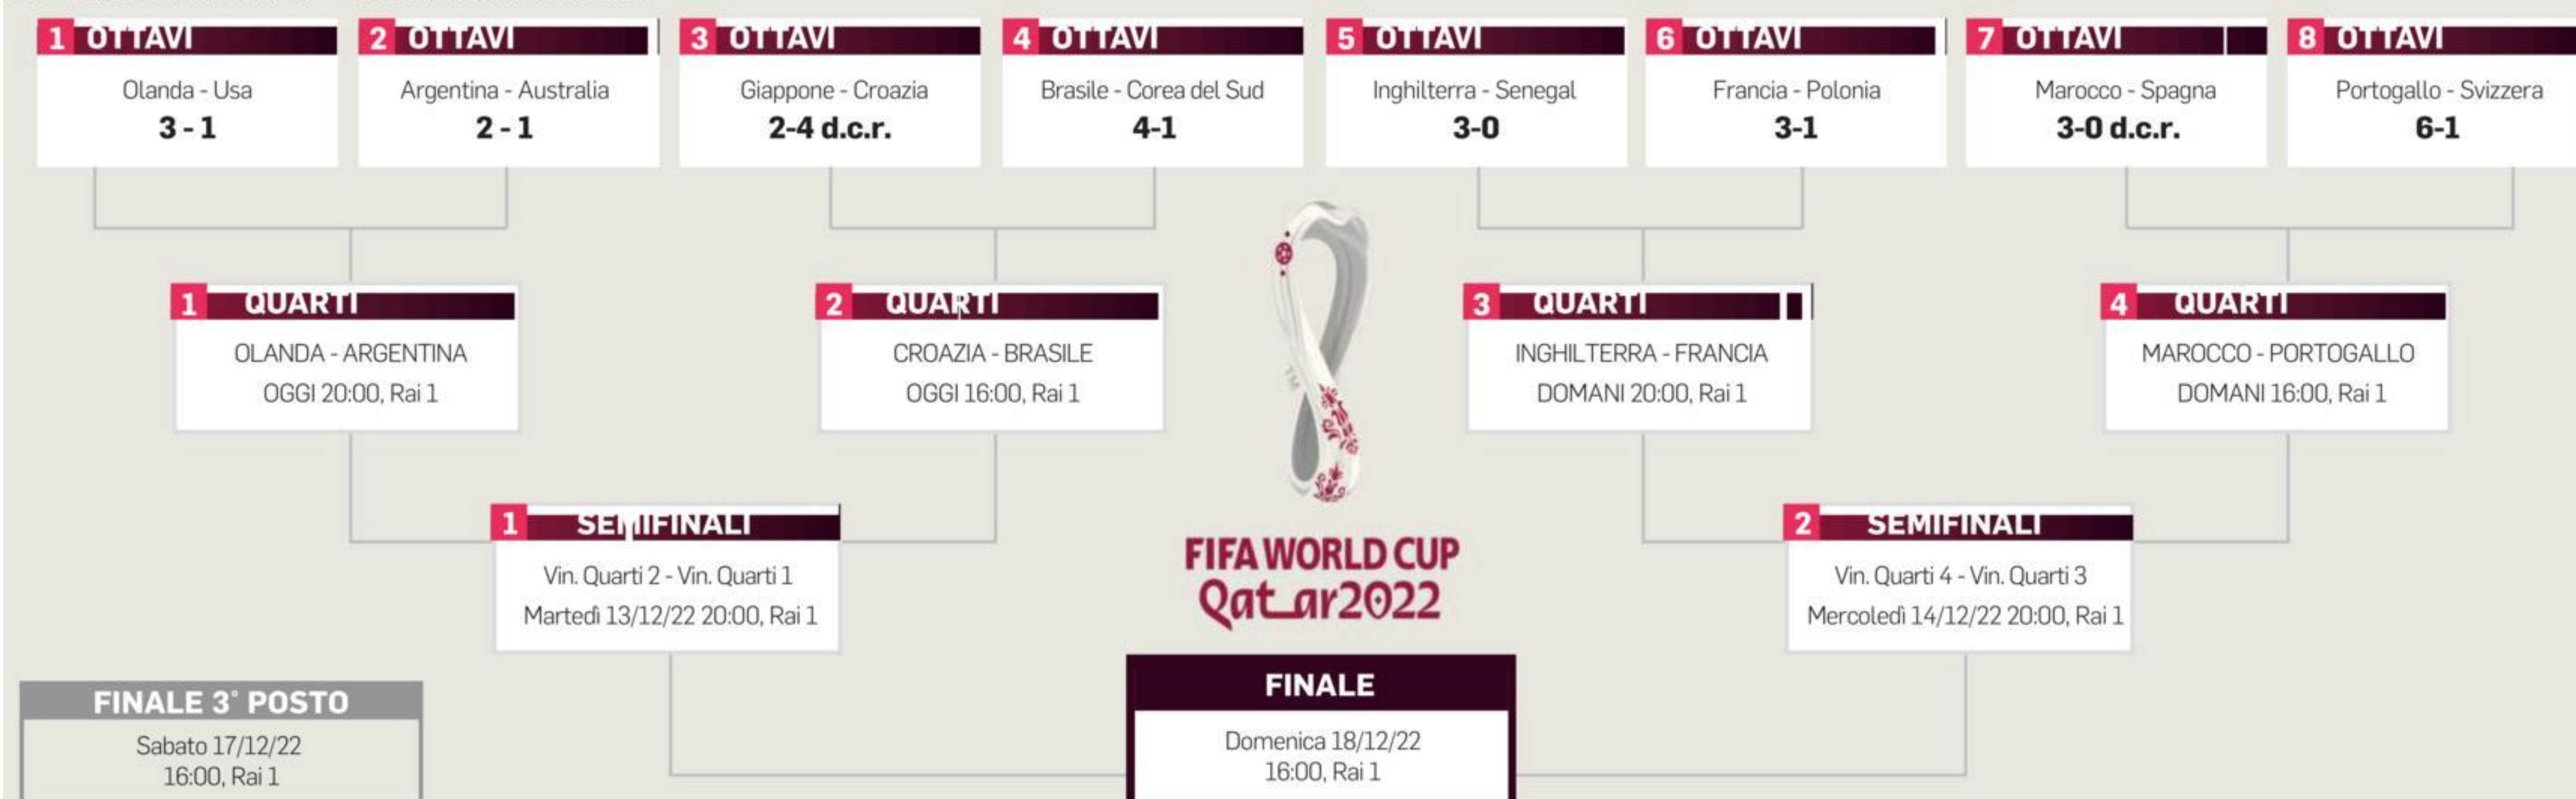 1 OTTAVI
Olanda - Usa
3 - 1
2 OTTAVI
Argentina - Australia
2 - 1
3 OTTAVI
Giappone - Croazia
2-4 d.c.r.
4 OTTAVI
Brasile - Corea del Sud
4-1
5 OTTAVI
Inghilterra - Senegal
3-0
6 OTTAVI
Francia - Polonia
3-1
7 OTTAVI
Marocco - Spagna
3-0 d.c.r.
8 OTTAVI
Portogallo - Svizzera
6-1
1 QUARTI
OLANDA - ARGENTINA
OGGI 20:00, Rai 1
2 QUARTI
CROAZIA - BRASILE
OGGI 16:00, Rai 1
3 QUARTI
INGHILTERRA - FRANCIA
DOMANI 20:00, Rai 1
4 QUARTI
MAROCCO - PORTOGALLO
DOMANI 16:00, Rai 1
1 SEMIFINALI
Vin. Quarti 2 - Vin. Quarti 1
Martedì 13/12/22 20:00, Rai 1
TM
FIFA WORLD CUP
Qatar2022
2 SEMIFINALI
Vin. Quarti 4 - Vin. Quarti 3
Mercoledì 14/12/22 20:00, Rai 1
FINALE 3° POSTO
Sabato 17/12/22
16:00, Rai 1
FINALE
Domenica 18/12/22
16:00, Rai 1